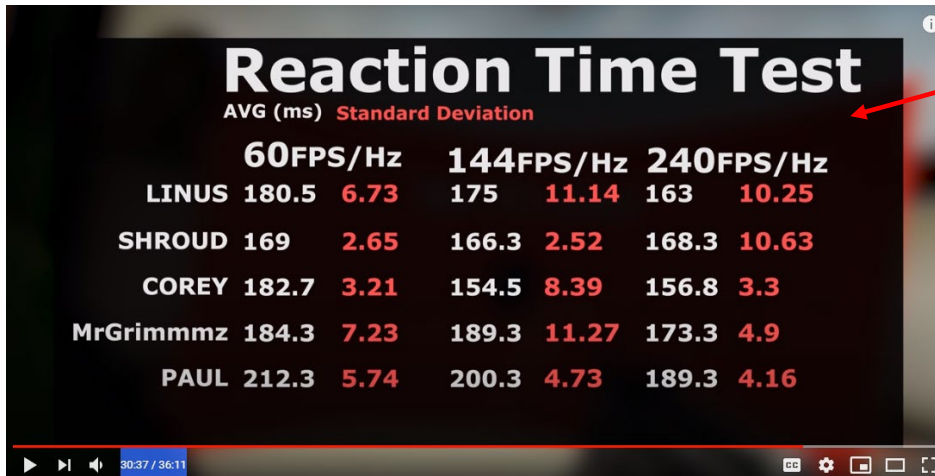 Reaction Time Test
AVG (ms) Standard Deviation
60FPS/Hz 144FPS/Hz 240FPS/Hz
LINUS 180.5 6.73 175 11.14 163 10.25
SHROUD 169 2.65 166.3 2.52 168.3 10.63
COREY 182.7 3.21 154.5 8.39 156.8 3.3
MrGrimmmz 184.3 7.23 189.3 11.27 173.3 4.9
PAUL 212.3 5.74 200.3 4.73 189.3 4.16
30:37 / 36:11 CC